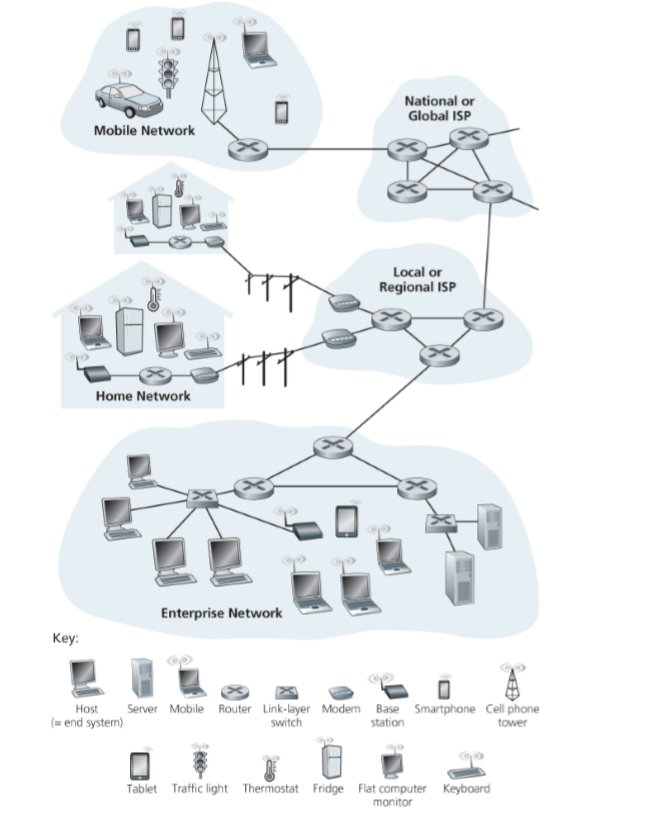 Mobile Network
National or
Global ISP
Local or
Regional ISP
Home Network
Enterprise Network
Key:
Host
(= end system)
Server
Mobile
Router
Link-layer
switch
Modem
Base
station
Smartphone
Cell phone
tower
Tablet
Traffic light
Thermostat
Fridge
Flat computer
monitor
Keyboard